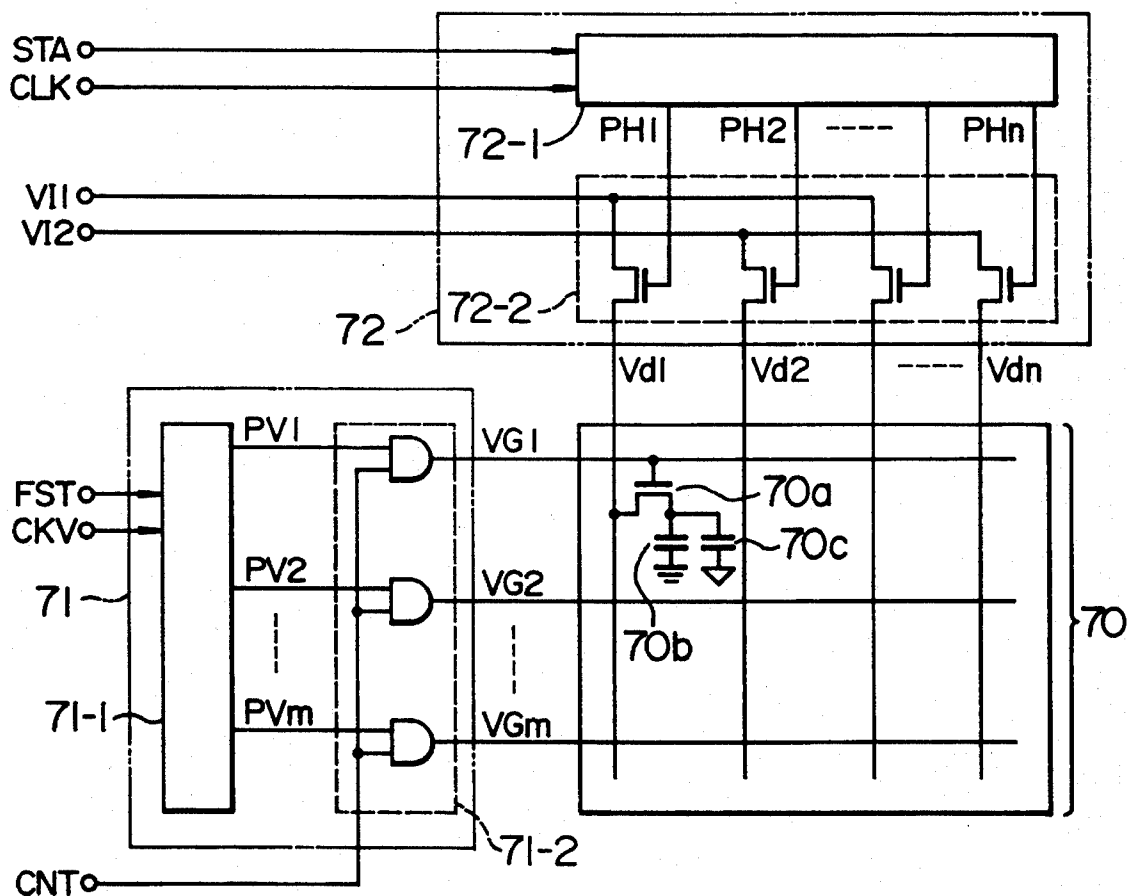 STA
CLK
72-1
PH1
PH2
PHn
VI1
VI2
72-2
72
Vd1
Vd2
Vdn
PV1
VG1
70a
FST
CKV
70c
PV2
VG2
71
70b
70
71-1
PVm
VGm
71-2
CNT